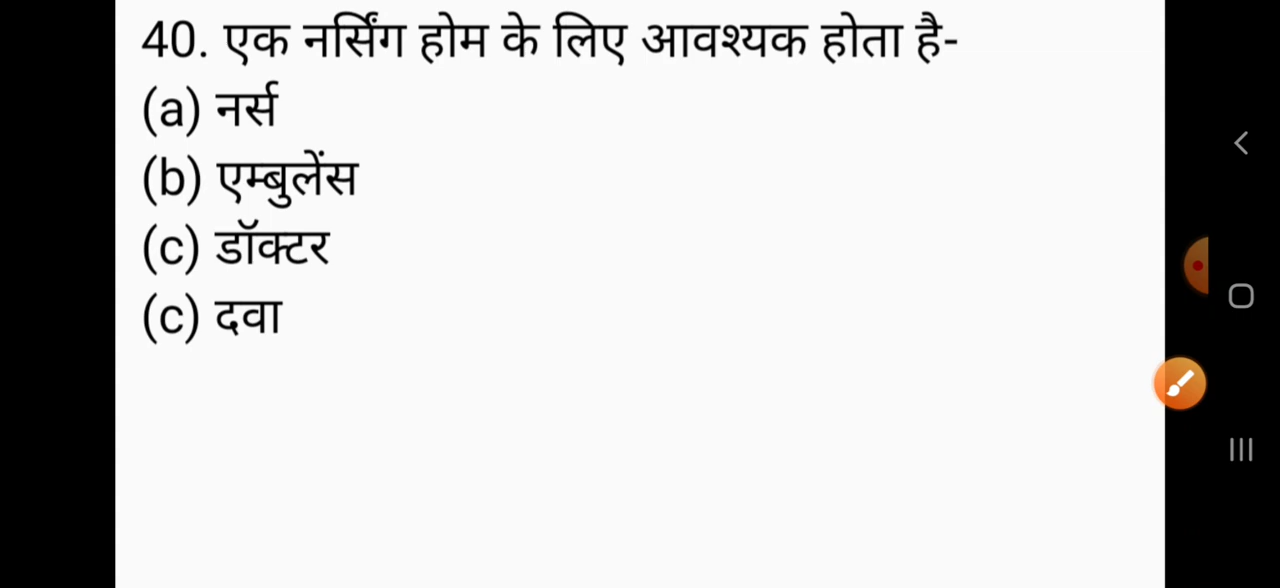 40. एक नर्सिंग होम के लिए आवश्यक होता है-
(a) नर्स
(b) एम्बुलेंस
(c) डॉक्टर
(c) दवा